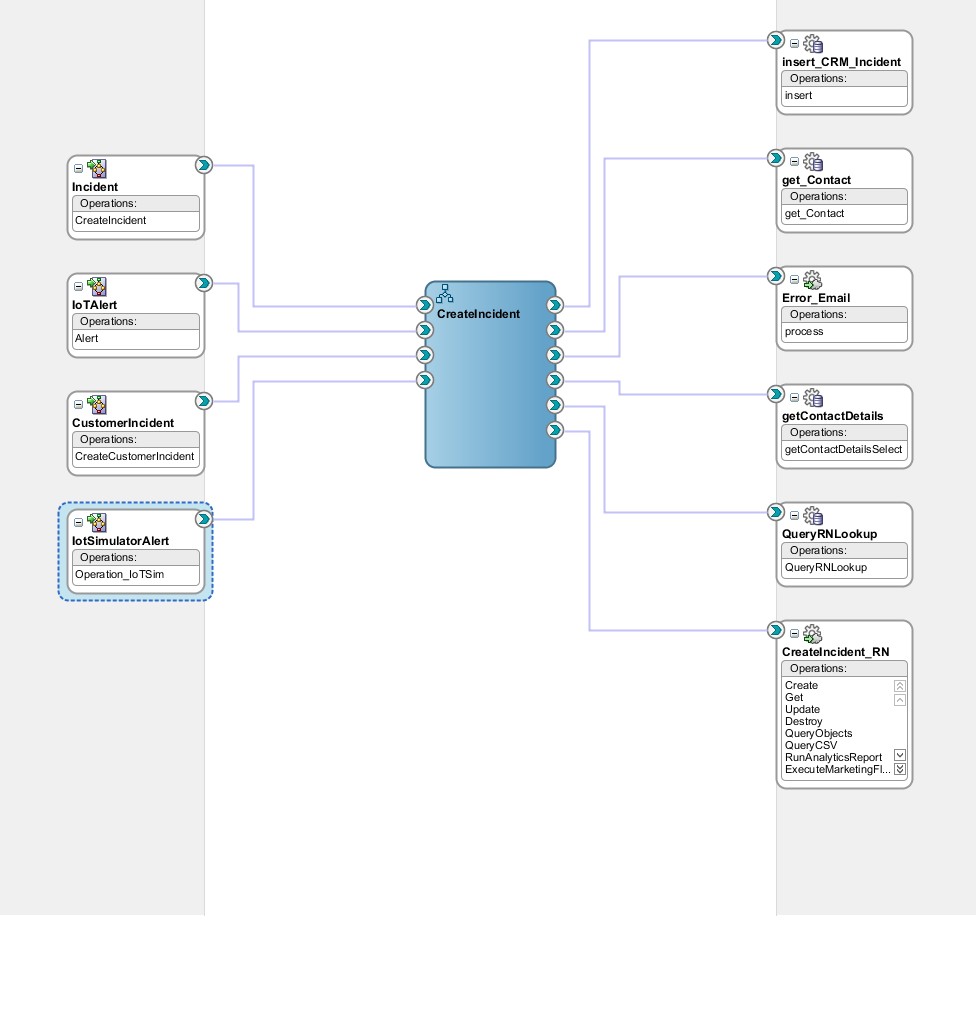 Incident
Operations:
CreateIncident
IoTAlert
Operations:
Alert
CustomerIncident
Operations:
CreateCustomerIncident
IotSimulatorAlert
Operations:
Operation_IoTSim
CreateIncident
insert_CRM_Incident
Operations:
insert
get_Contact
Operations:
get_Contact
Error_Email
Operations:
process
getContactDetails
Operations:
getContactDetailsSelect
QueryRNLookup
Operations:
QueryRNLookup
CreateIncident_RN
Operations:
Create
Get
Update
Destroy
QueryObjects
QueryCSV
RunAnalyticsReport
ExecuteMarketingFl...